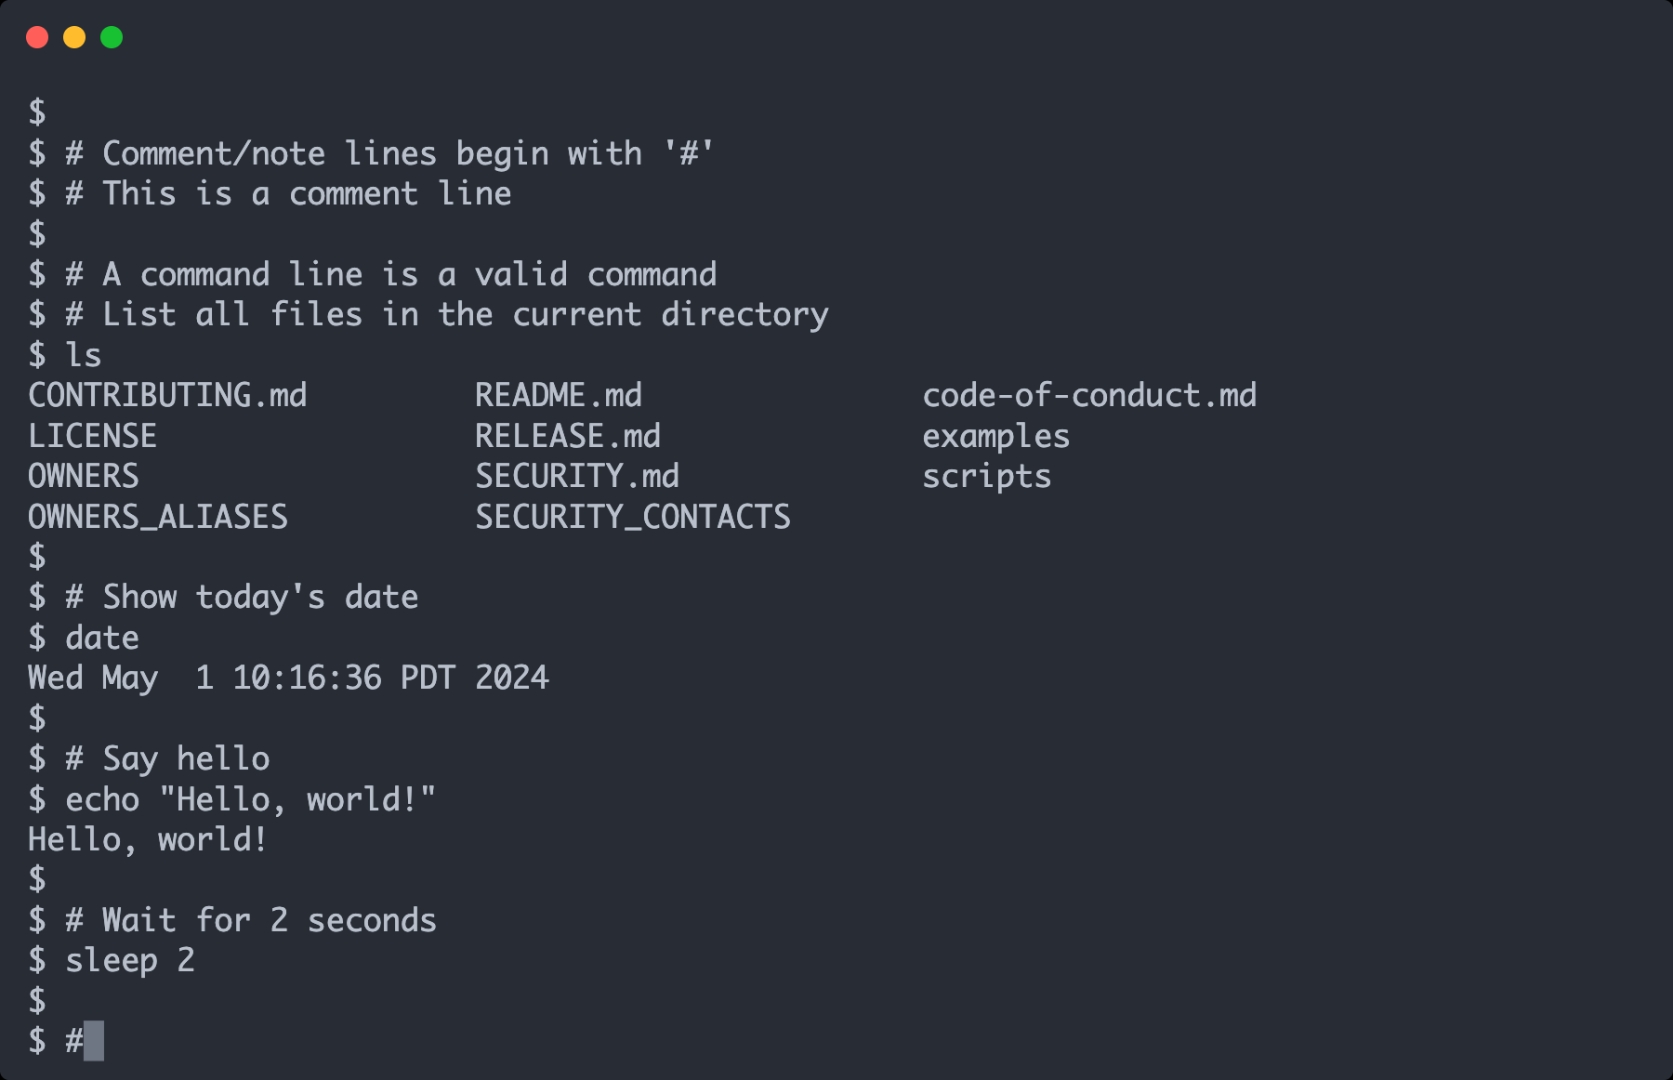 $
$ # Comment/note lines begin with '#'
$ # This is a comment line
$
$ # A command line is a valid command
$ # List all files in the current directory
$ ls
CONTRIBUTING.md         README.md               code-of-conduct.md
LICENSE                 RELEASE.md              examples
OWNERS                  SECURITY.md             scripts
OWNERS_ALIASES          SECURITY_CONTACTS
$
$ # Show today's date
$ date
Wed May  1 10:16:36 PDT 2024
$
$ # Say hello
$ echo "Hello, world!"
Hello, world!
$
$ # Wait for 2 seconds
$ sleep 2
$
$ #